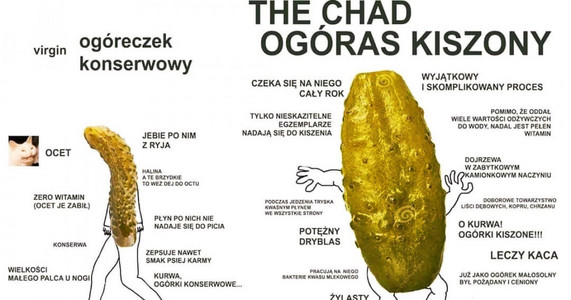 virgin ogóreczek
konserwowy
OCET
JEBIE PO NIM
Z RYJA
HALINA
A TE BRZYDKIE
TO WEŹ DEJ DO OCTU
ZERO WITAMIN
(OCET JE ZABIŁ)
PŁYN PO NICH NIE
NADAJE SIĘ DO PICIA
KONSERWA
ZEPSUJE NAWET
SMAK PSIEJ KARMY
WIELKOŚCI
MAŁEGO PALCA U NOGI
KURWA,
OGÓRKI KONSERWOWE...
THE CHAD
OGÓRAS KISZONY
CZEKA SIĘ NA NIEGO
CAŁY ROK
WYJĄTKOWY
I SKOMPLIKOWANY PROCES
TYLKO NIESKAZITELNE
EGZEMPLARZE
NADAJĄ SIĘ DO KISZENIA
POMIMO, ŻE ODDAŁ
WIELE WARTOŚCI ODŻYWCZYCH
DO WODY, NADAL JEST PEŁEN
WITAMIN
DOJRZEWA
W ZABYTKOWYM
KAMIONKOWYM NACZYNIU
PODCZAS JEDZENIA TRYSKA
KWAŚNYM PŁYNEM
WE WSZYSTKIE STRONY
DOBOROWE TOWARZYSTWO
LIŚCI DĘBOWYCH, KOPRU, CHRZANU
POTĘŻNY
DRYBLAS
O KURWA!
OGÓRKI KISZONE!!!
LECZY KACA
PRACUJĄ NA NIEGO
BAKTERIE KWASU MLEKOWEGO
JUŻ JAKO OGÓREK MAŁOSOLNY
BYŁ POŻĄDANY I CENIONY
ŻYLASTY